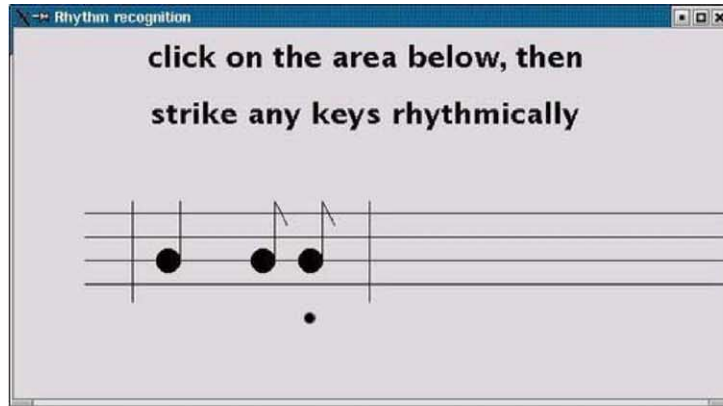 Rhythm recognition
click on the area below, then
strike any keys rhythmically